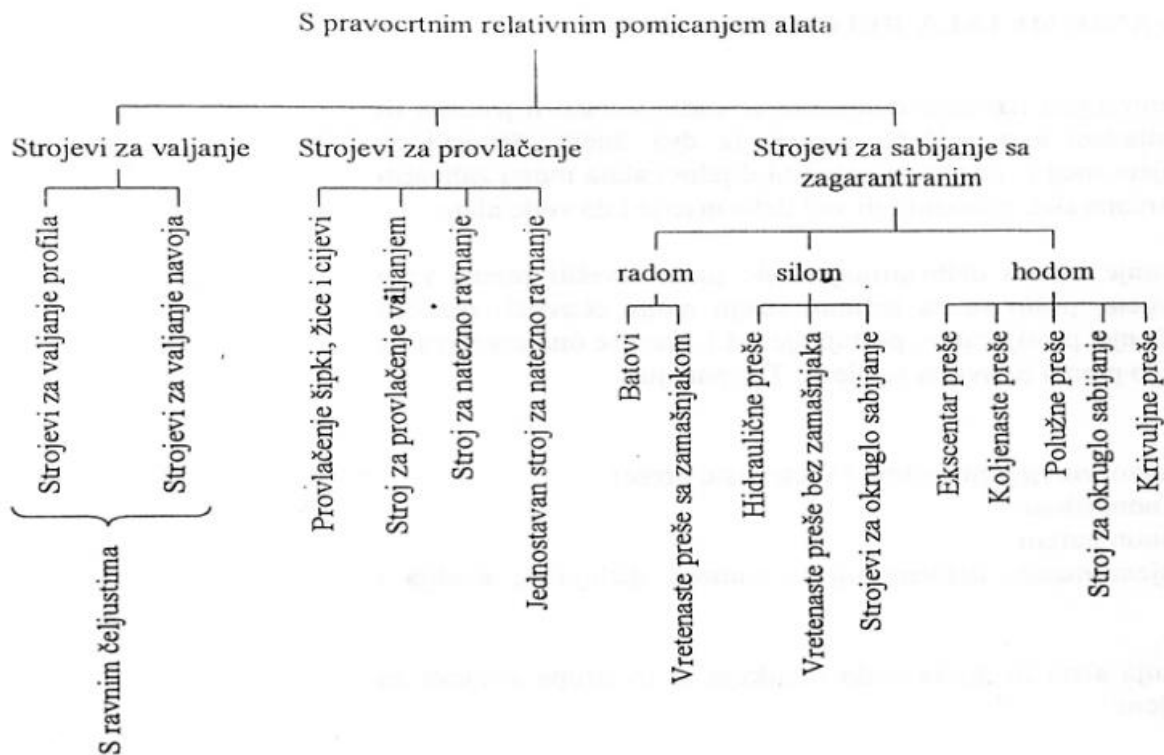 S pravocrtnim relativnim pomicanjem alata
Strojevi za valjanje
Strojevi za provlačenje
Strojevi za sabijanje sa
zagarantiranim
radom
silom
hodom
Strojevi za valjanje profila
Strojevi za valjanje navoja
S ravnim čeljustima
Provlačenje šipki, žice i cijevi
Stroj za provlačenje valjanjem
Stroj za natezno ravnanje
Jednostavan stroj za natezno ravnanje
Batovi
Vretenaste preše sa zamašnjakom
Hidraulične preše
Vretenaste preše bez zamašnjaka
Strojevi za okruglo sabijanje
Ekscentar preše
Koljenaste preše
Polužne preše
Stroj za okruglo sabijanje
Krivuljne preše